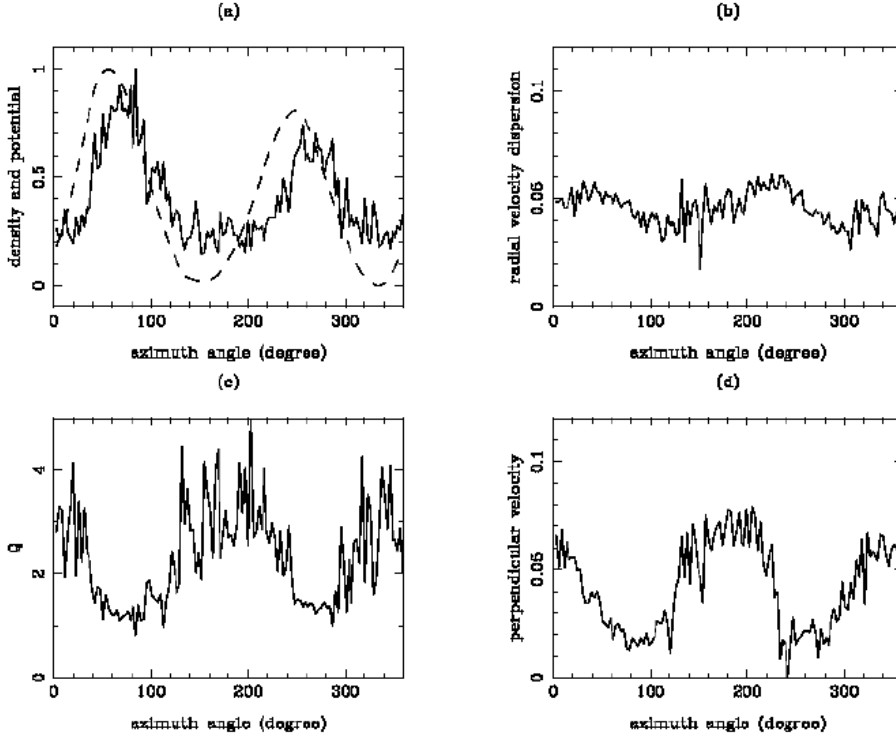 (a)
density and potential
0
0.5
1
0
100
200
300
azimuth angle (degree)
(b)
radial velocity dispersion
0
0.05
0.1
0
100
200
300
azimuth angle (degree)
(c)
Q
0
2
4
0
100
200
300
azimuth angle (degree)
(d)
perpendicular velocity
0
0.05
0.1
0
100
200
300
azimuth angle (degree)